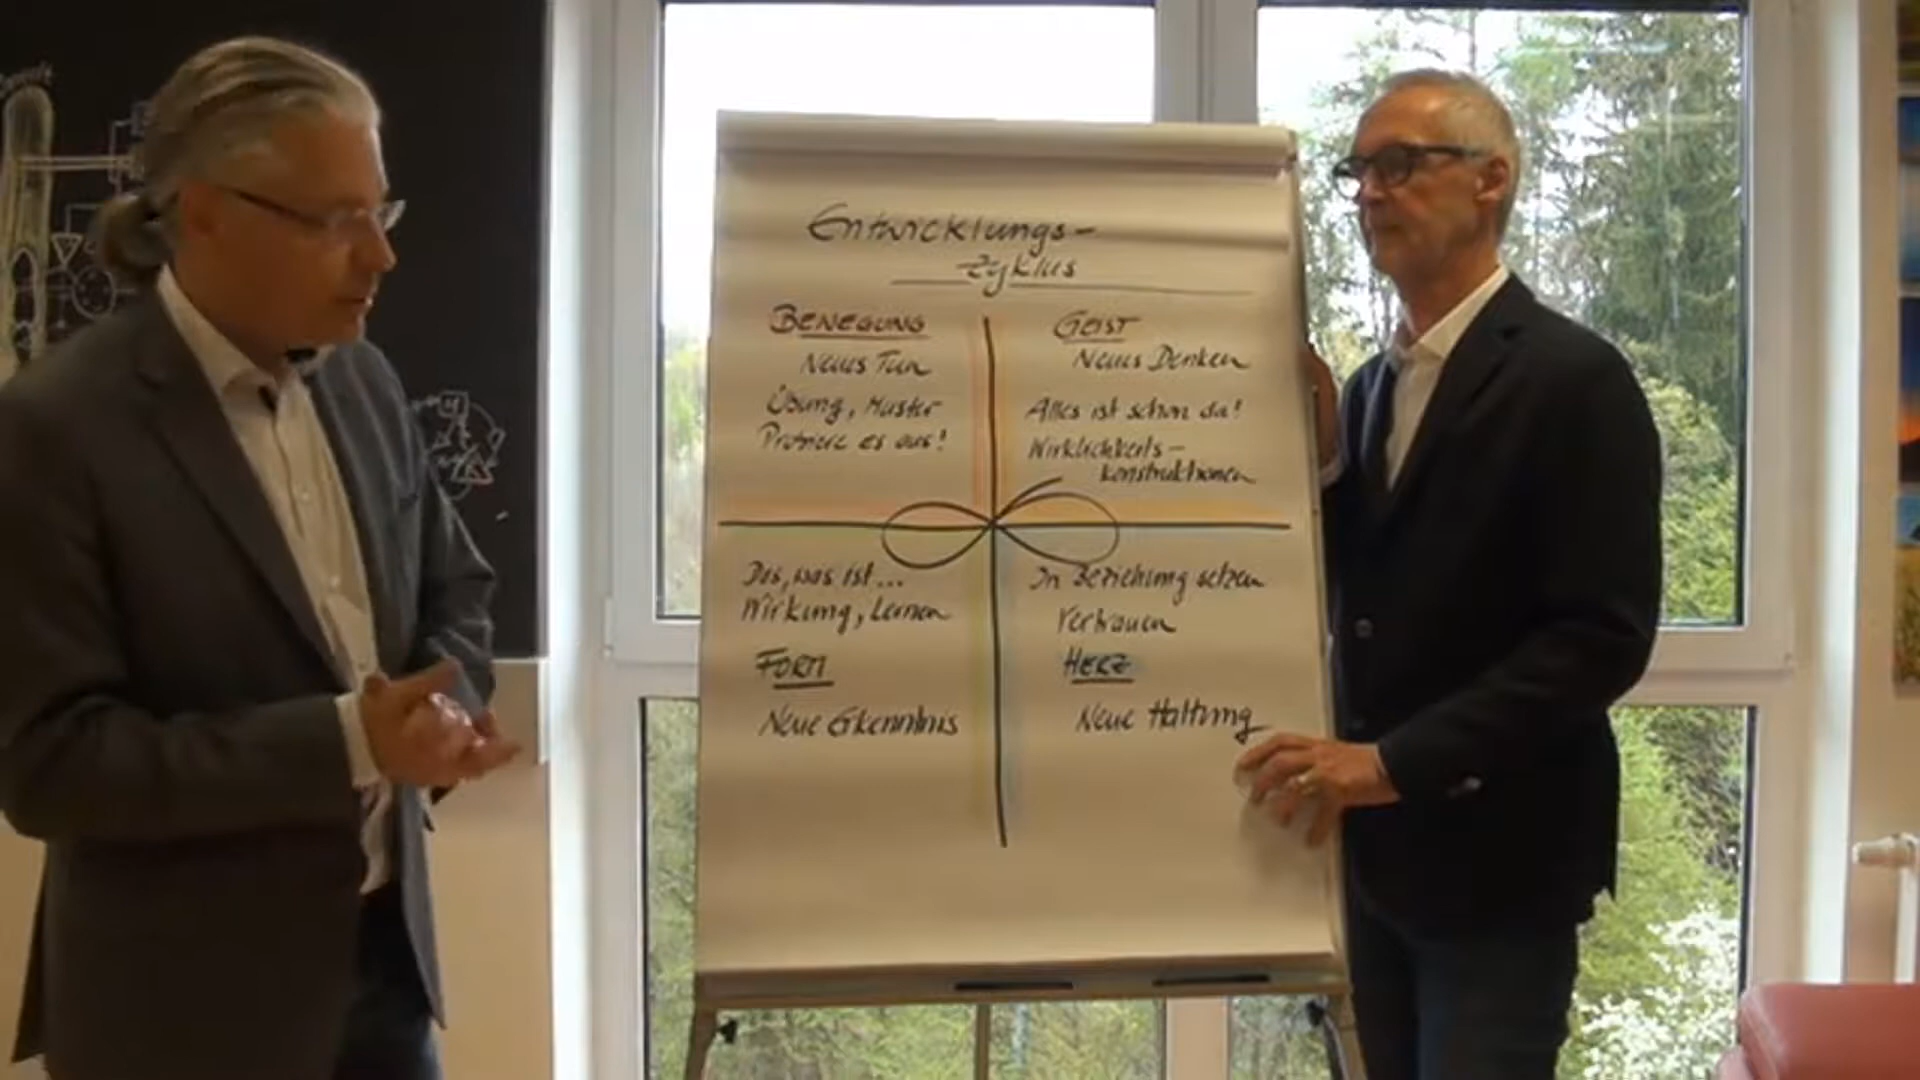 Entwicklungs-
Zyklus
BEWEGUNG
Neues Tun
Übung, Muster
Probiere es aus!
GEIST
Neues Denken
Alles ist schon da!
Wirklichkeits-
konstruktionen
Das, was ist...
Wirkung, Lernen
FORM
Neue Erkenntnis
In Beziehung setzen
Vertrauen
HERZ
Neue Haltung